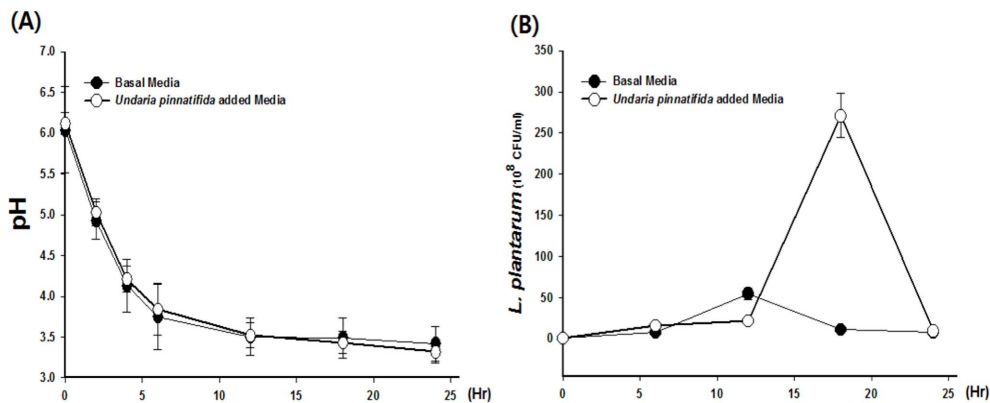 (A)
7.0
6.5
6.0
5.5
5.0
4.5
4.0
3.5
3.0
pH
Basal Media
Undaria pinnatifida added Media
0 5 10 15 20 25 (Hr)
(B)
350
300
250
200
150
100
50
0
L. plantarum (10⁸ CFU/ml)
Basal Media
Undaria pinnatifida added Media
0 5 10 15 20 25 (Hr)